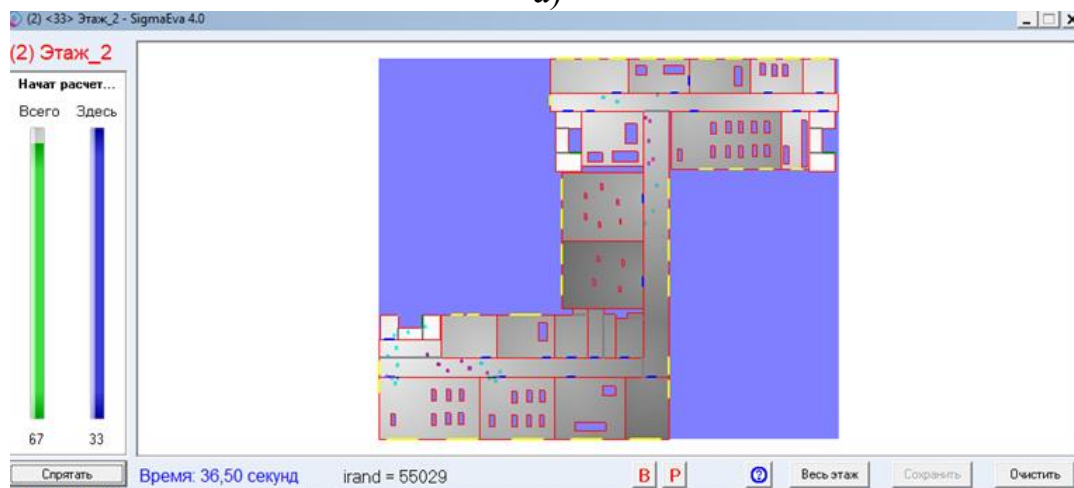 а)
(2) <33> Этаж_2 - SigmaEva 4.0
(2) Этаж_2
Начат расчет...
Всего Здесь
67 33
Спрятать
Время: 36,50 секунд
irand = 55029
В Р
Весь этаж
Сохранить
Очистить